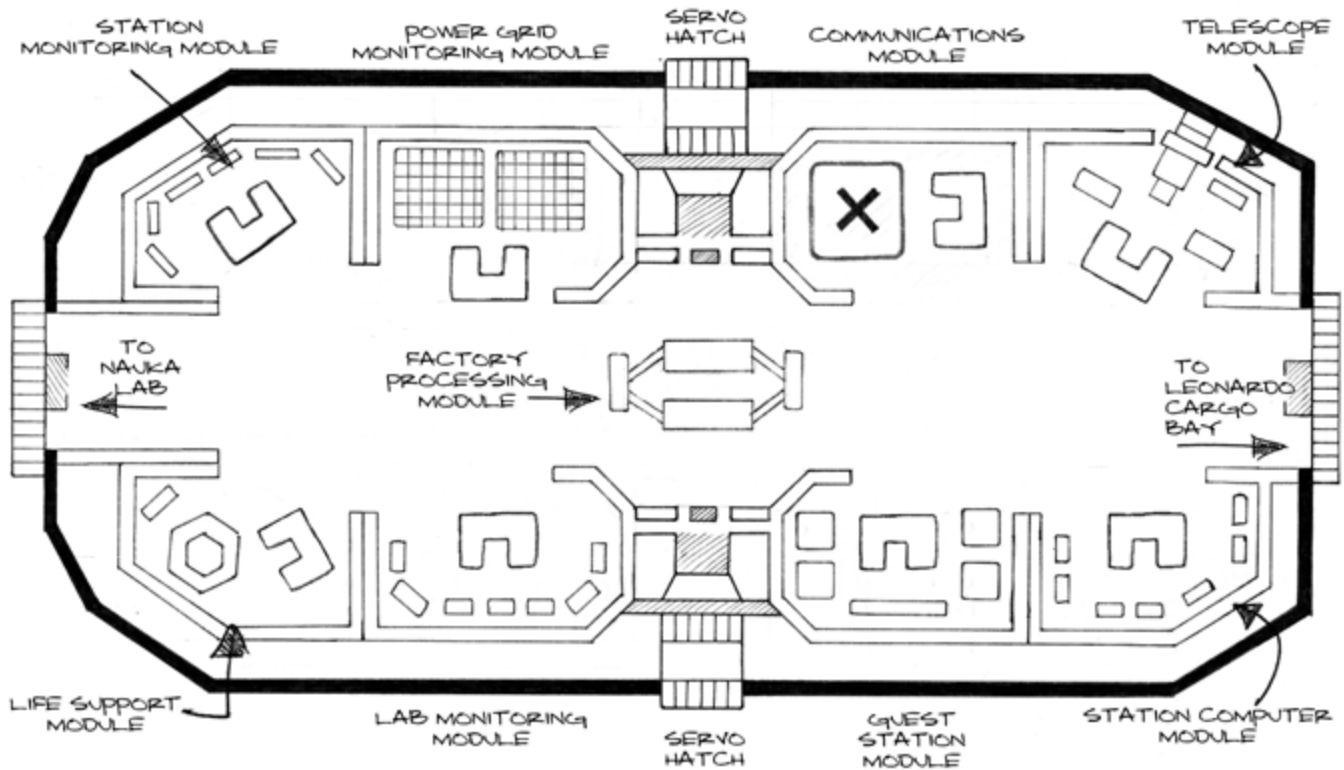 STATION
MONITORING MODULE
POWER GRID
MONITORING MODULE
SERVO
HATCH
COMMUNICATIONS
MODULE
TELESCOPE
MODULE
TO
NAUKA
LAB
FACTORY
PROCESSING
MODULE
TO
LEONARDO
CARGO
BAY
LIFE SUPPORT
MODULE
LAB MONITORING
MODULE
SERVO
HATCH
GUEST
STATION
MODULE
STATION COMPUTER
MODULE